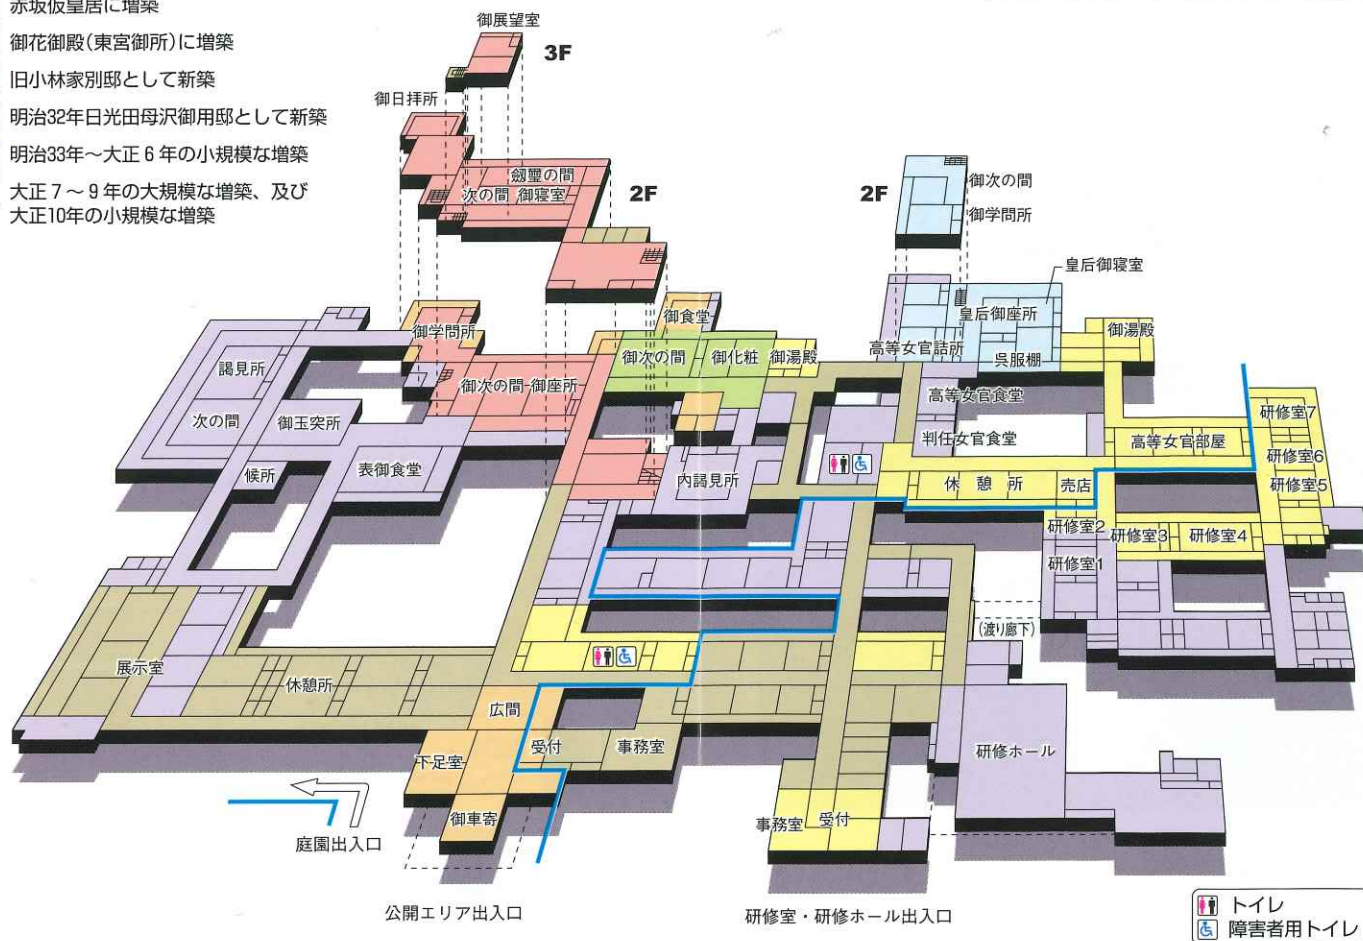 赤坂仮皇居に増築
御花御殿(東宮御所)に増築
旧小林家別邸として新築
明治32年日光田母沢御用邸として新築
明治33年〜大正6年の小規模な増築
大正7〜9年の大規模な増築、及び
大正10年の小規模な増築
御展望室
3F
御日拝所
劔璽の間
次の間 御寝室
2F
2F
御次の間
御学問所
皇后御寝室
御学問所
御食堂
皇后御座所
御湯殿
謁見所
御次の間 御座所
御次の間
御化粧
御湯殿
高等女官詰所
呉服棚
次の間
御玉突所
高等女官食堂
研修室7
候所
表御食堂
内謁見所
判任女官食堂
高等女官部屋
研修室6
休憩所
売店
研修室5
研修室2
研修室3
研修室4
研修室1
(渡り廊下)
展示室
休憩所
広間
受付
事務室
下足室
研修ホール
御車寄
事務室
受付
庭園出入口
公開エリア出入口
研修室・研修ホール出入口
トイレ
障害者用トイレ